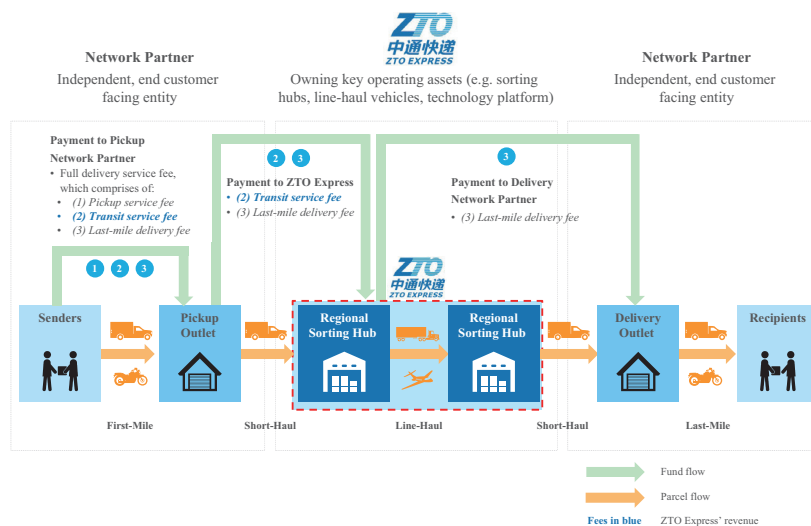 ZTO
中通快递
ZTO EXPRESS
Network Partner
Independent, end customer
facing entity
Owning key operating assets (e.g. sorting
hubs, line-haul vehicles, technology platform)
Network Partner
Independent, end customer
facing entity
Payment to Pickup
Network Partner
• Full delivery service fee,
which comprises of:
• (1) Pickup service fee
• (2) Transit service fee
• (3) Last-mile delivery fee
1 2 3
2 3
Payment to ZTO Express
• (2) Transit service fee
• (3) Last-mile delivery fee
3
Payment to Delivery
Network Partner
• (3) Last-mile delivery fee
ZTO
中通快递
ZTO EXPRESS
Senders
Pickup
Outlet
Regional
Sorting Hub
Regional
Sorting Hub
Delivery
Outlet
Recipients
First-Mile
Short-Haul
Line-Haul
Short-Haul
Last-Mile
Fund flow
Parcel flow
Fees in blue ZTO Express' revenue